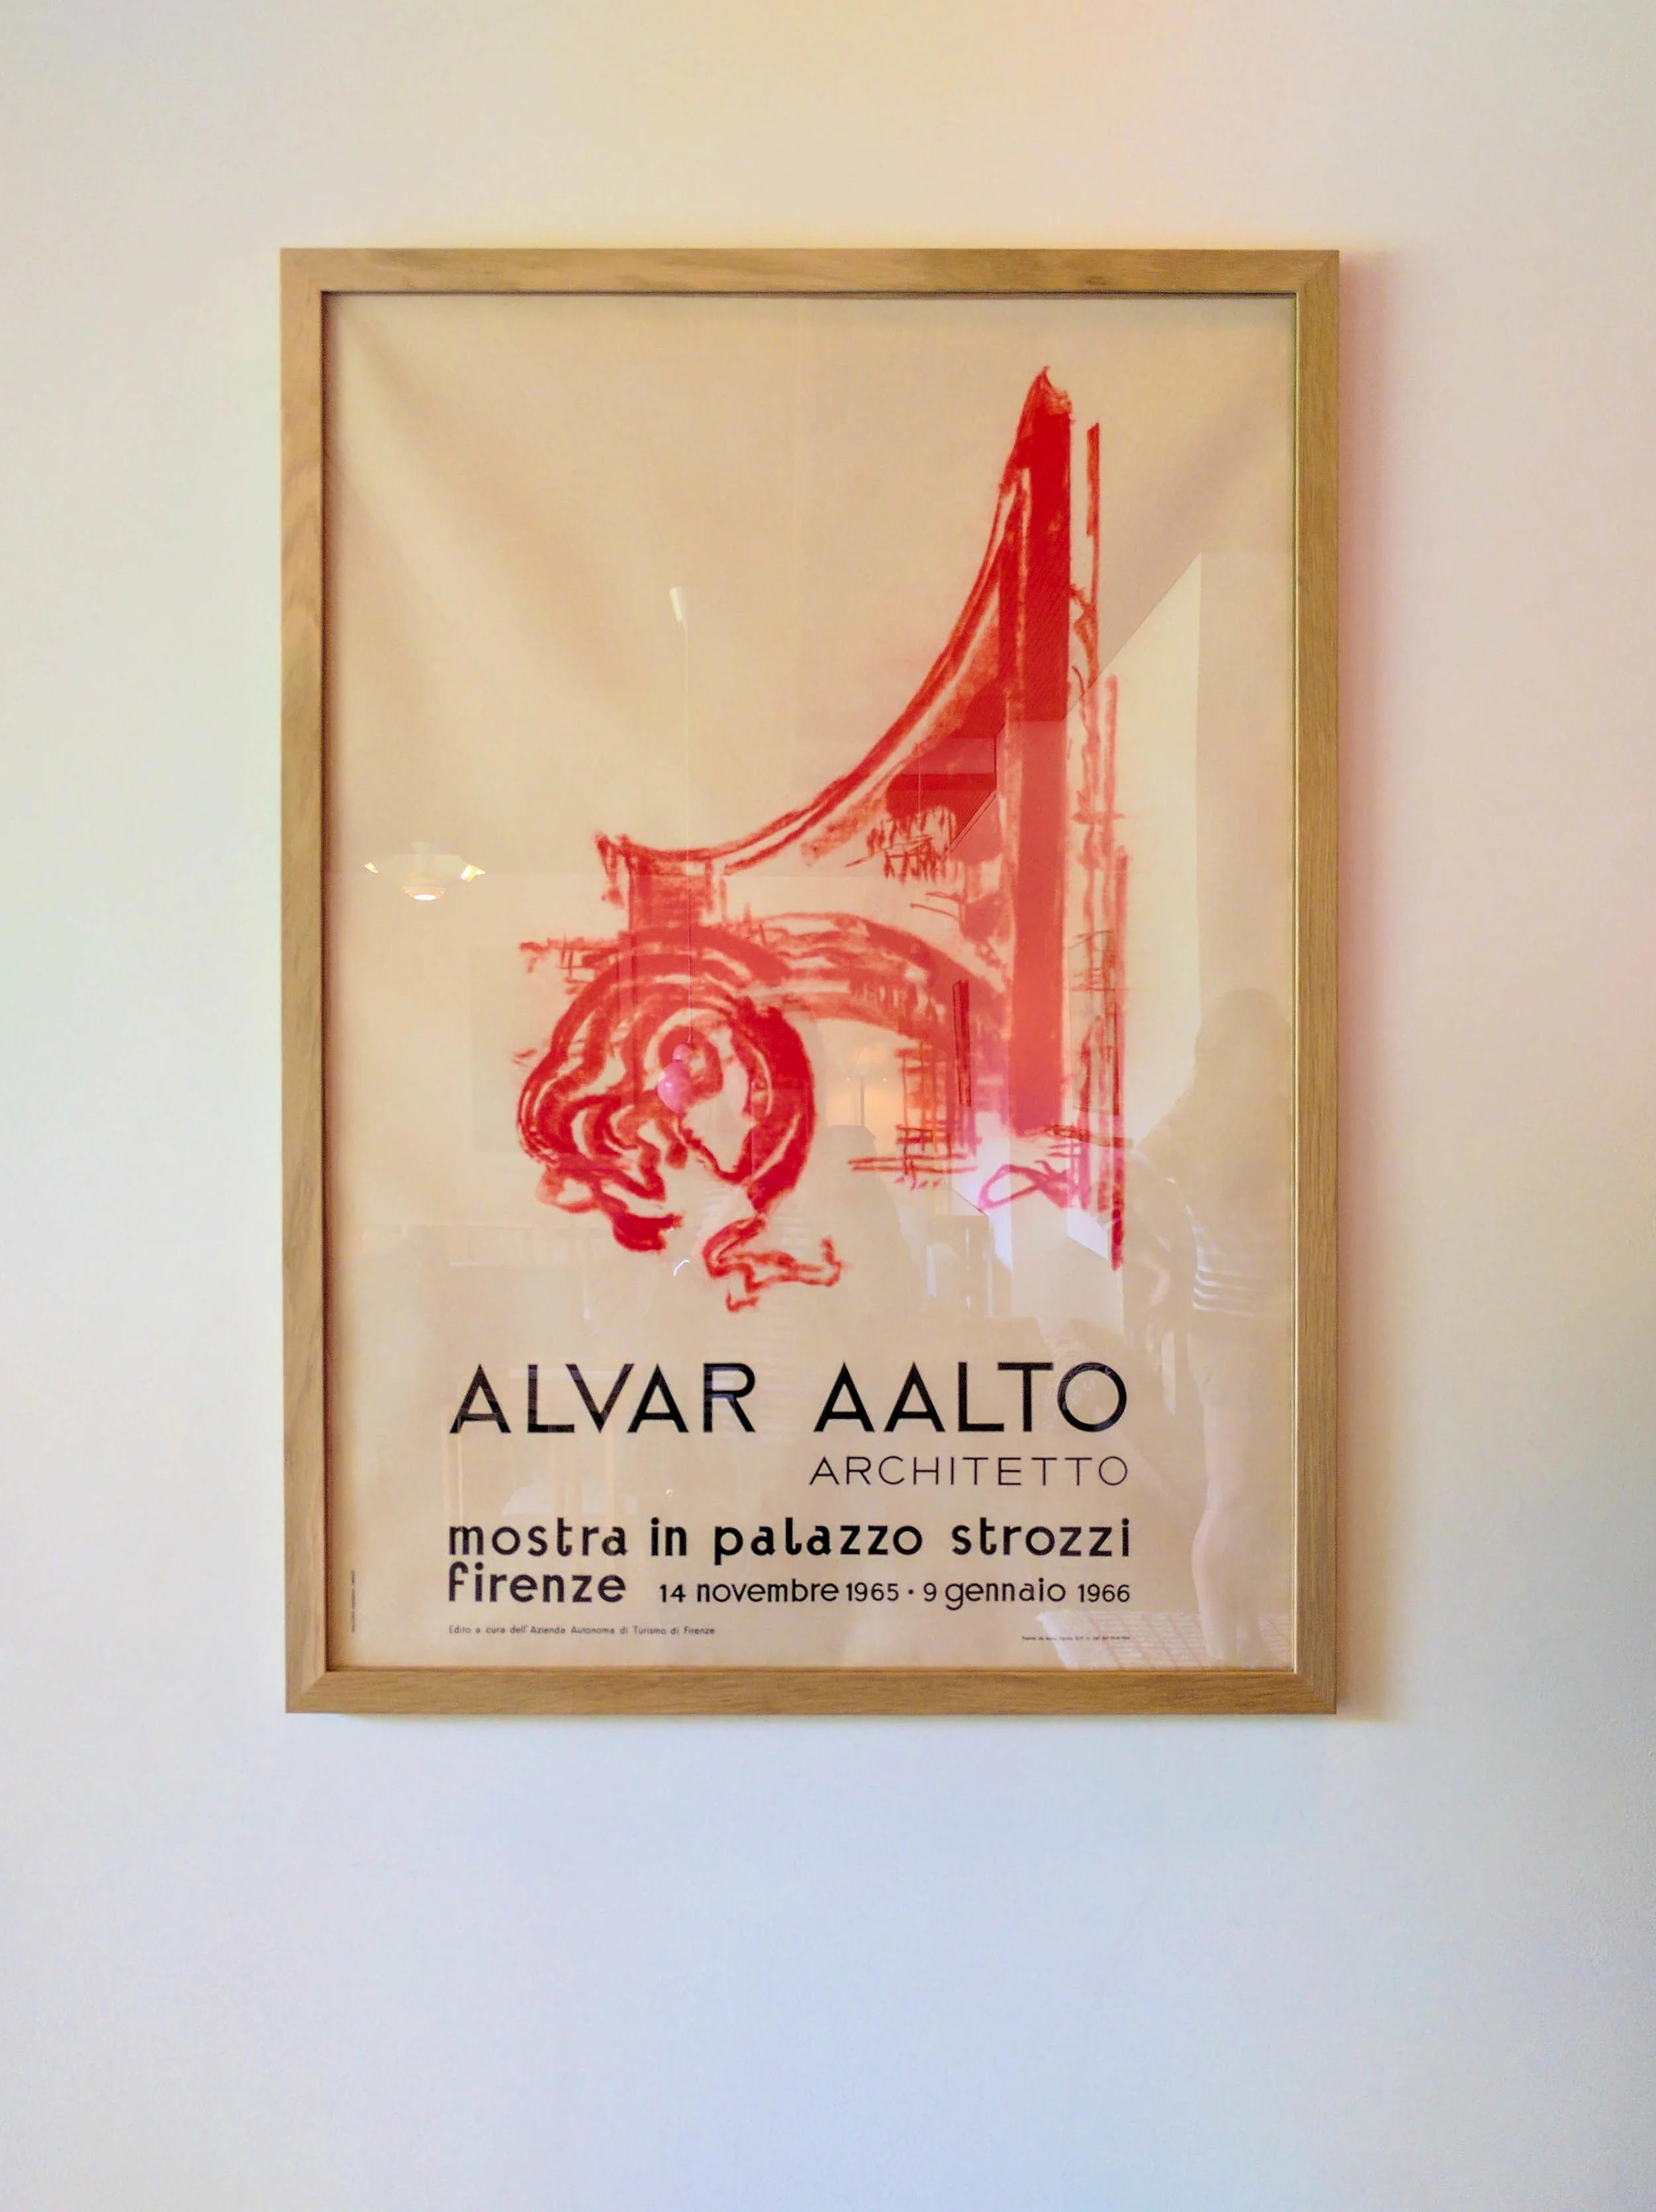 ALVAR AALTO
ARCHITETTO
mostra in palazzo strozzi
firenze 14 novembre 1965 · 9 gennaio 1966
Edito a cura dell'Azienda Autonoma di Turismo di Firenze